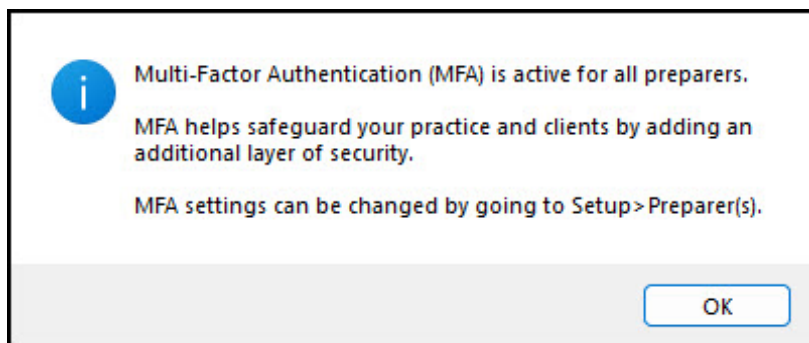 i
Multi-Factor Authentication (MFA) is active for all preparers.
MFA helps safeguard your practice and clients by adding an
additional layer of security.
MFA settings can be changed by going to Setup>Preparer(s).
OK